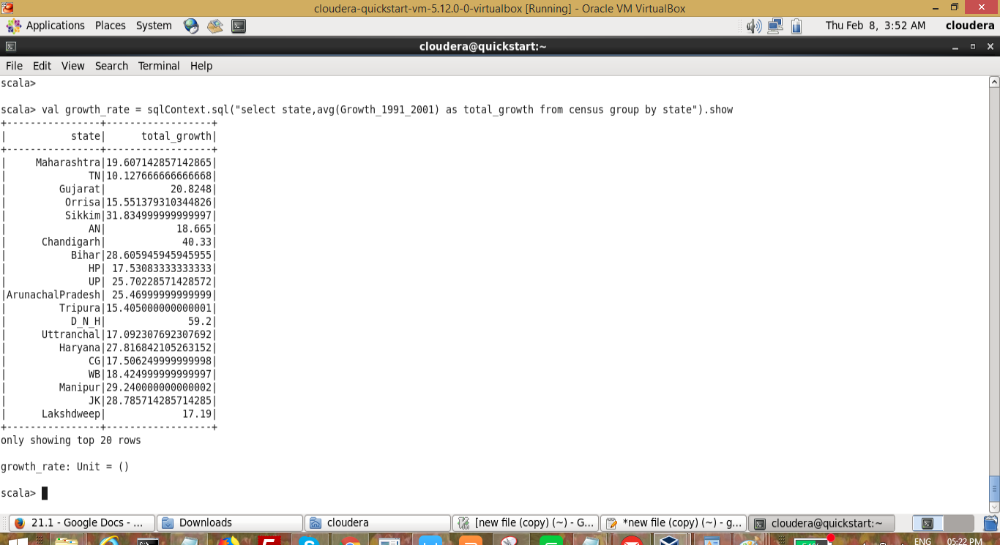 cloudera-quickstart-vm-5.12.0-0-virtualbox [Running] - Oracle VM VirtualBox
Applications Places System Thu Feb 8, 3:52 AM cloudera
cloudera@quickstart:~
File Edit View Search Terminal Help
scala>
scala> val growth_rate = sqlContext.sql("select state,avg(Growth_1991_2001) as total_growth from census group by state").show
+----------------+------------------+
|           state|      total_growth|
+----------------+------------------+
|     Maharashtra|19.607142857142865|
|              TN|10.127666666666668|
|         Gujarat|           20.8248|
|          Orrisa|15.551379310344826|
|          Sikkim|31.834999999999997|
|              AN|            18.665|
|      Chandigarh|             40.33|
|           Bihar|28.605945945945955|
|              HP| 17.53083333333333|
|              UP| 25.70228571428572|
|ArunachalPradesh| 25.46999999999999|
|         Tripura|15.405000000000001|
|           D_N_H|              59.2|
|      Uttranchal|17.092307692307692|
|         Haryana|27.816842105263152|
|              CG|17.506249999999998|
|              WB|18.424999999999997|
|         Manipur|29.240000000000002|
|              JK|28.785714285714285|
|      Lakshdweep|             17.19|
+----------------+------------------+
only showing top 20 rows
growth_rate: Unit = ()
scala>
21.1 - Google Docs - ... Downloads cloudera [new file (copy) (~) - G... *new file (copy) (~) - g... cloudera@quickstart:~
ENG 05:22 PM